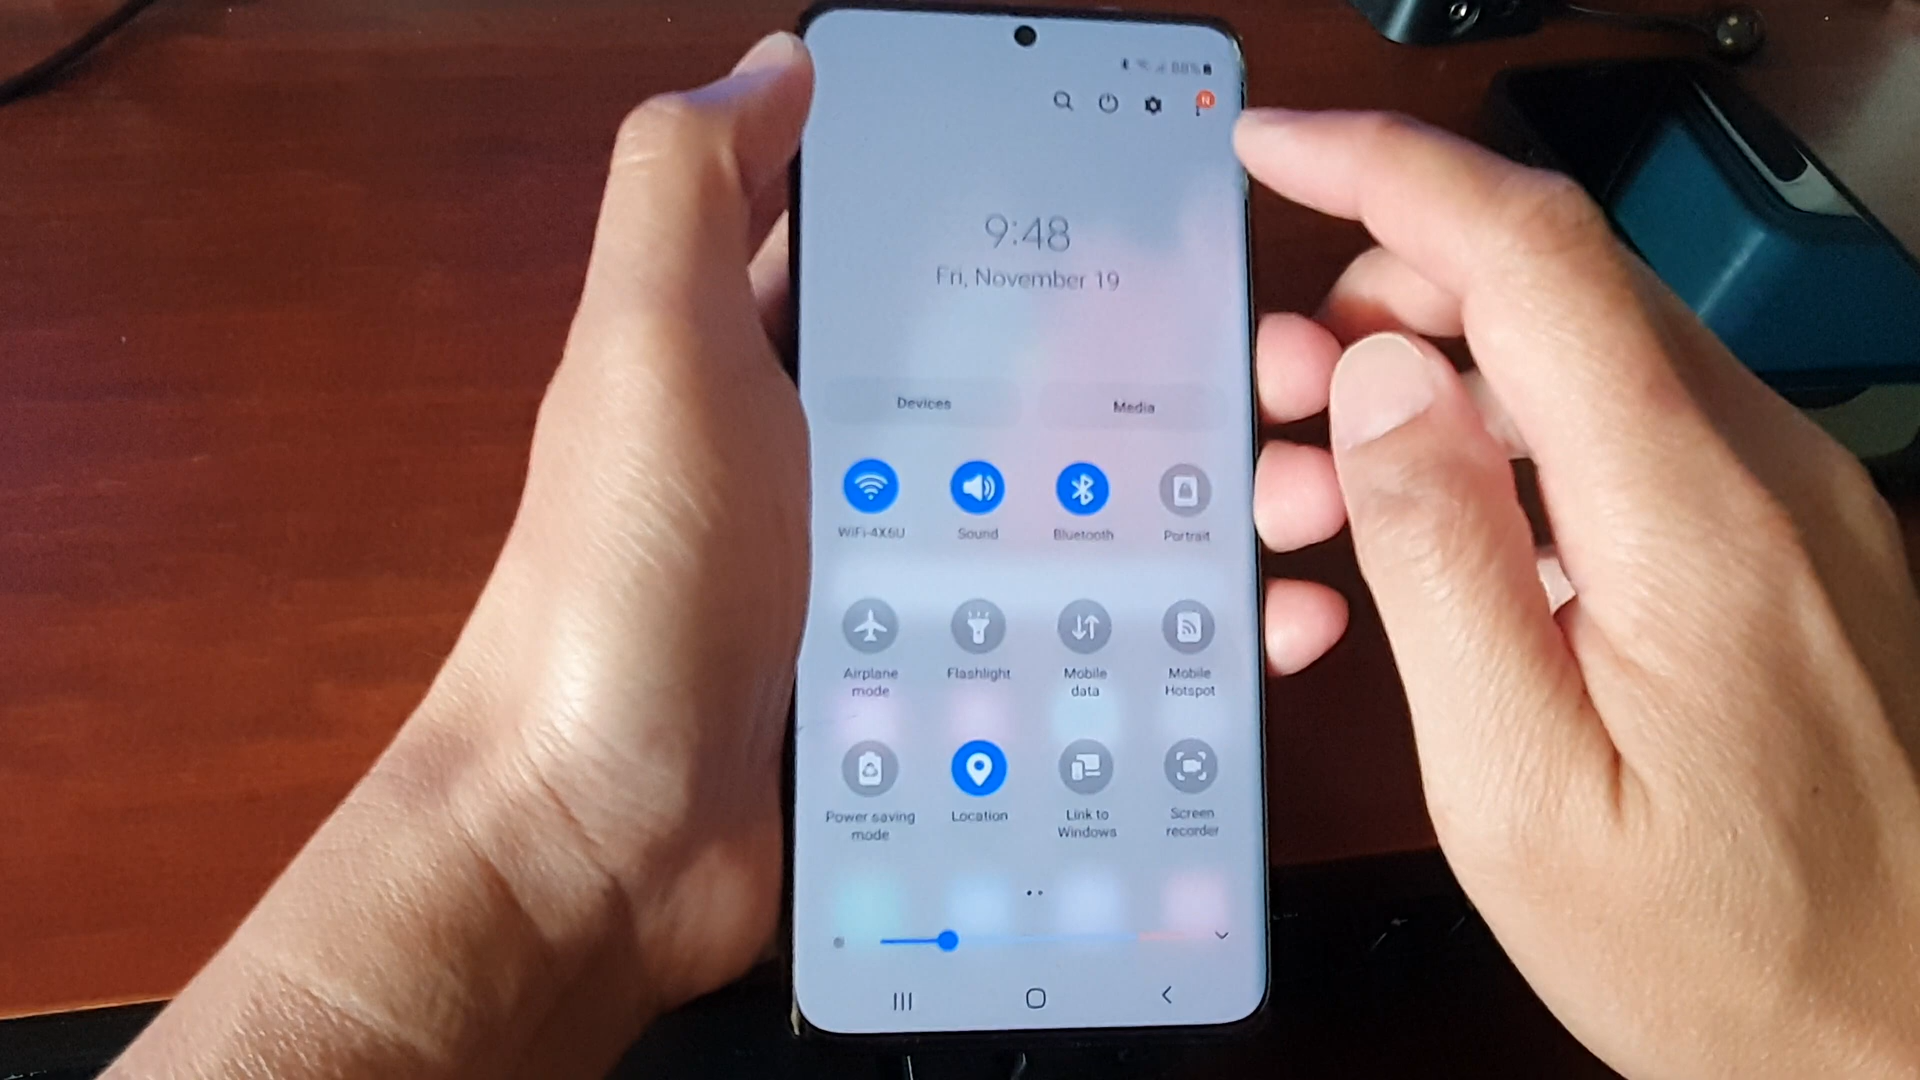 88%
N
9:48
Fri, November 19
Devices
Media
WiFi-4X6U
Sound
Bluetooth
Portrait
Airplane
mode
Flashlight
Mobile
data
Mobile
Hotspot
Power saving
mode
Location
Link to
Windows
Screen
recorder